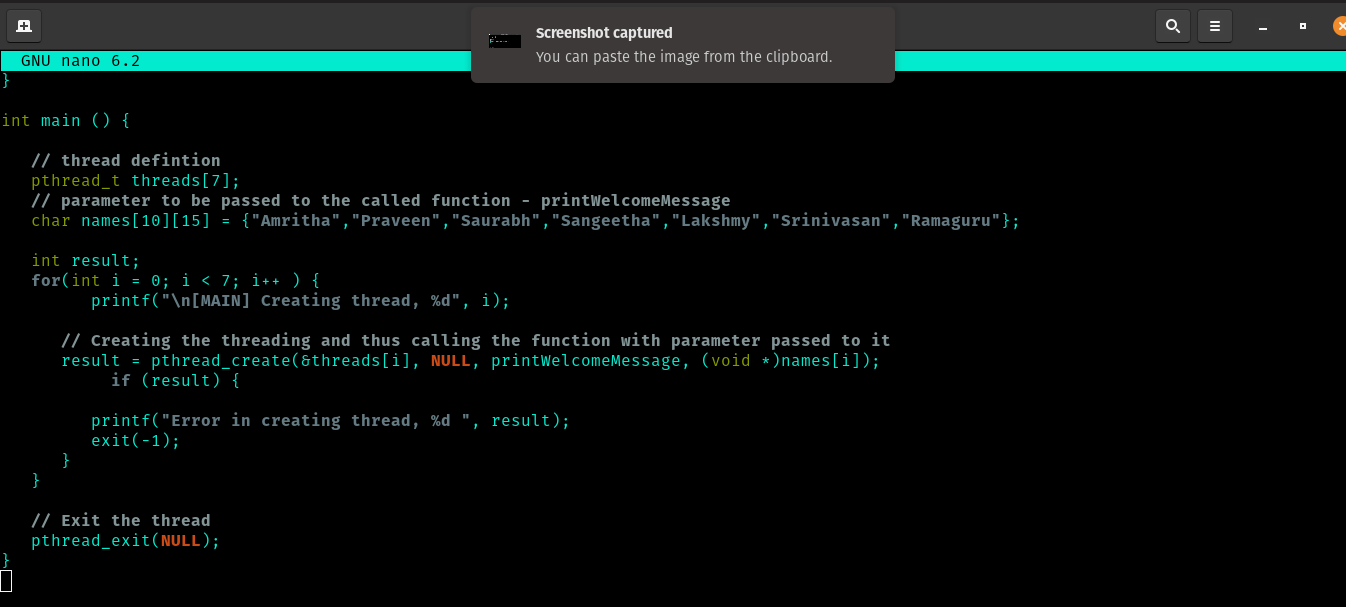 Screenshot captured
You can paste the image from the clipboard.
GNU nano 6.2
}
int main () {
// thread defintion
pthread_t threads[7];
// parameter to be passed to the called function - printWelcomeMessage
char names[10][15] = {"Amritha","Praveen","Saurabh","Sangeetha","Lakshmy","Srinivasan","Ramaguru"};
int result;
for(int i = 0; i < 7; i++ ) {
printf("\n[MAIN] Creating thread, %d", i);
// Creating the threading and thus calling the function with parameter passed to it
result = pthread_create(&threads[i], NULL, printWelcomeMessage, (void *)names[i]);
if (result) {
printf("Error in creating thread, %d ", result);
exit(-1);
}
}
// Exit the thread
pthread_exit(NULL);
}